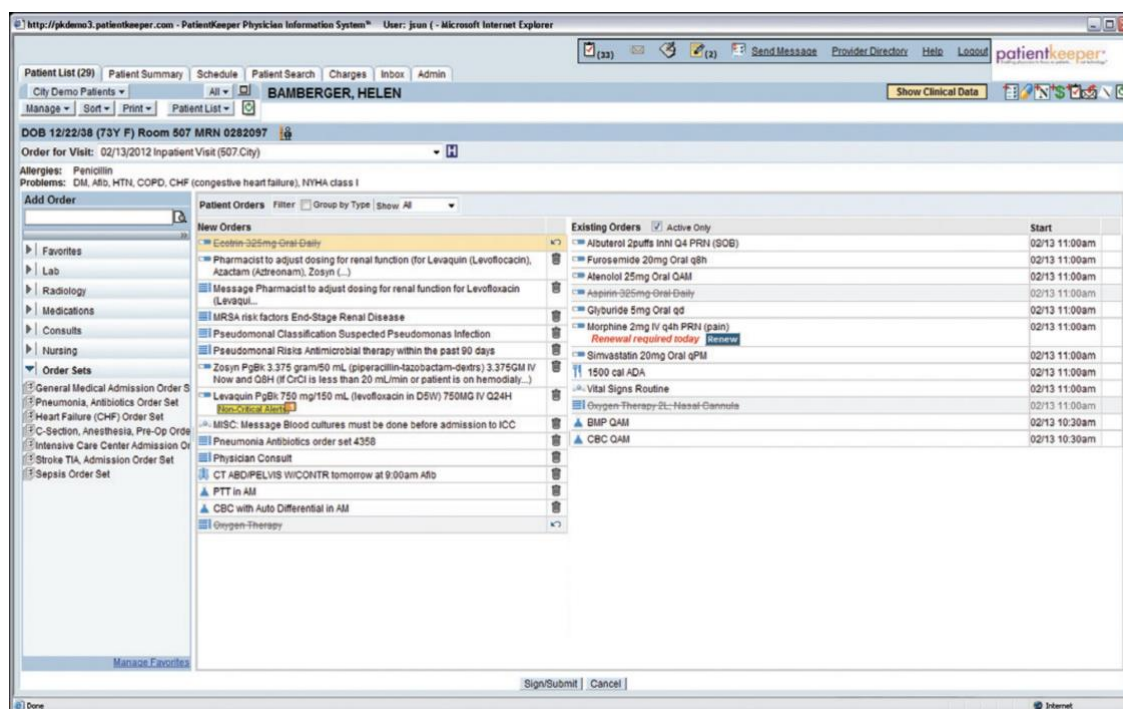 http://pkdemo3.patientkeeper.com - PatientKeeper Physician Information System™ User: jsun ( - Microsoft Internet Explorer
(33) (2) Send Message Provider Directory Help Logout
patientkeeper
Patient List (29) Patient Summary Schedule Patient Search Charges Inbox Admin
City Demo Patients All BAMBERGER, HELEN Show Clinical Data
Manage Sort Print Patient List
DOB 12/22/38 (73Y F) Room 507 MRN 0282097
Order for Visit: 02/13/2012 Inpatient Visit (507.City) H
Allergies: Penicillin
Problems: DM, Afib, HTN, COPD, CHF (congestive heart failure), NYHA class I
Add Order
Favorites
Lab
Radiology
Medications
Consults
Nursing
Order Sets
General Medical Admission Order S
Pneumonia, Antibiotics Order Set
Heart Failure (CHF) Order Set
C-Section, Anesthesia, Pre-Op Orde
Intensive Care Center Admission Or
Stroke TIA, Admission Order Set
Sepsis Order Set
Manage Favorites
Patient Orders Filter Group by Type Show All
New Orders
Ecotrin 325mg Oral Daily
Pharmacist to adjust dosing for renal function (for Levaquin (Levoflocacin),
Azactam (Aztreonam), Zosyn (...)
Message Pharmacist to adjust dosing for renal function for Levofloxacin
(Levaqui...
MRSA risk factors End-Stage Renal Disease
Pseudomonal Classification Suspected Pseudomonas Infection
Pseudomonal Risks Antimicrobial therapy within the past 90 days
Zosyn PgBk 3.375 gram/50 mL (piperacillin-tazobactam-dextrs) 3.375GM IV
Now and Q8H (if CrCl is less than 20 mL/min or patient is on hemodialy...)
Levaquin PgBk 750 mg/150 mL (levofloxacin in D5W) 750MG IV Q24H
Non-Critical Alerts
MISC: Message Blood cultures must be done before admission to ICC
Pneumonia Antibiotics order set 4358
Physician Consult
CT ABD/PELVIS W/CONTR tomorrow at 9:00am Afib
PTT in AM
CBC with Auto Differential in AM
Oxygen Therapy
Existing Orders Active Only Start
Albuterol 2puffs Inhl Q4 PRN (SOB) 02/13 11:00am
Furosemide 20mg Oral q8h 02/13 11:00am
Atenolol 25mg Oral QAM 02/13 11:00am
Aspirin 325mg Oral Daily 02/13 11:00am
Glyburide 5mg Oral qd 02/13 11:00am
Morphine 2mg IV q4h PRN (pain) 02/13 11:00am
Renewal required today Renew
Simvastatin 20mg Oral qPM 02/13 11:00am
1500 cal ADA 02/13 11:00am
Vital Signs Routine 02/13 11:00am
Oxygen Therapy 2L, Nasal Cannula 02/13 11:00am
BMP QAM 02/13 10:30am
CBC QAM 02/13 10:30am
Sign/Submit Cancel
Done Internet